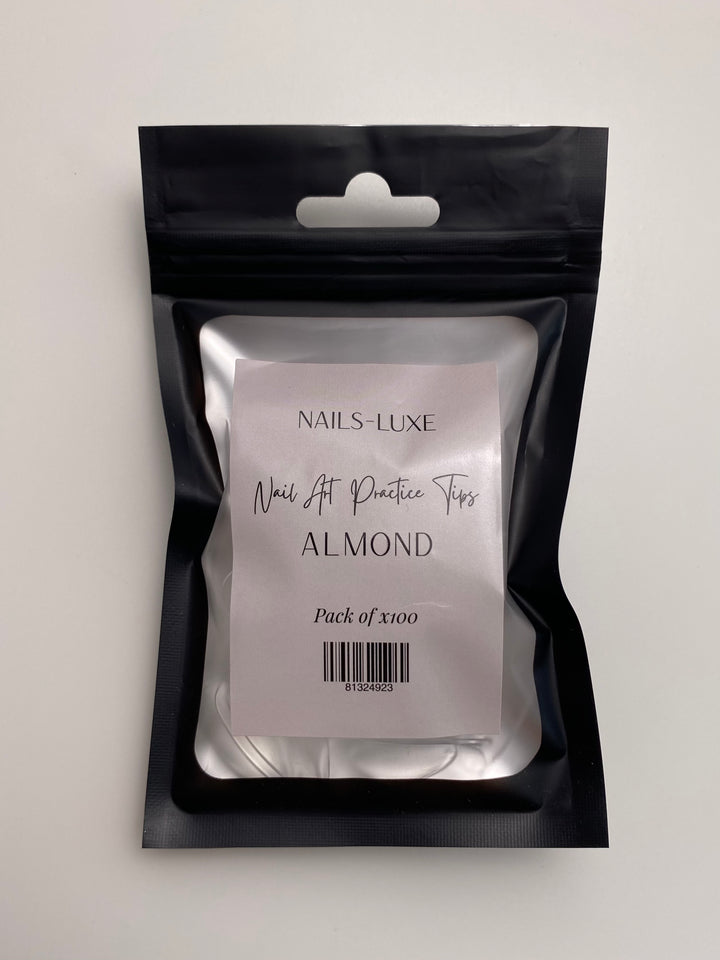 NAILS-LUXE
Nail Art Practice Tips
ALMOND
Pack of x100
81324923